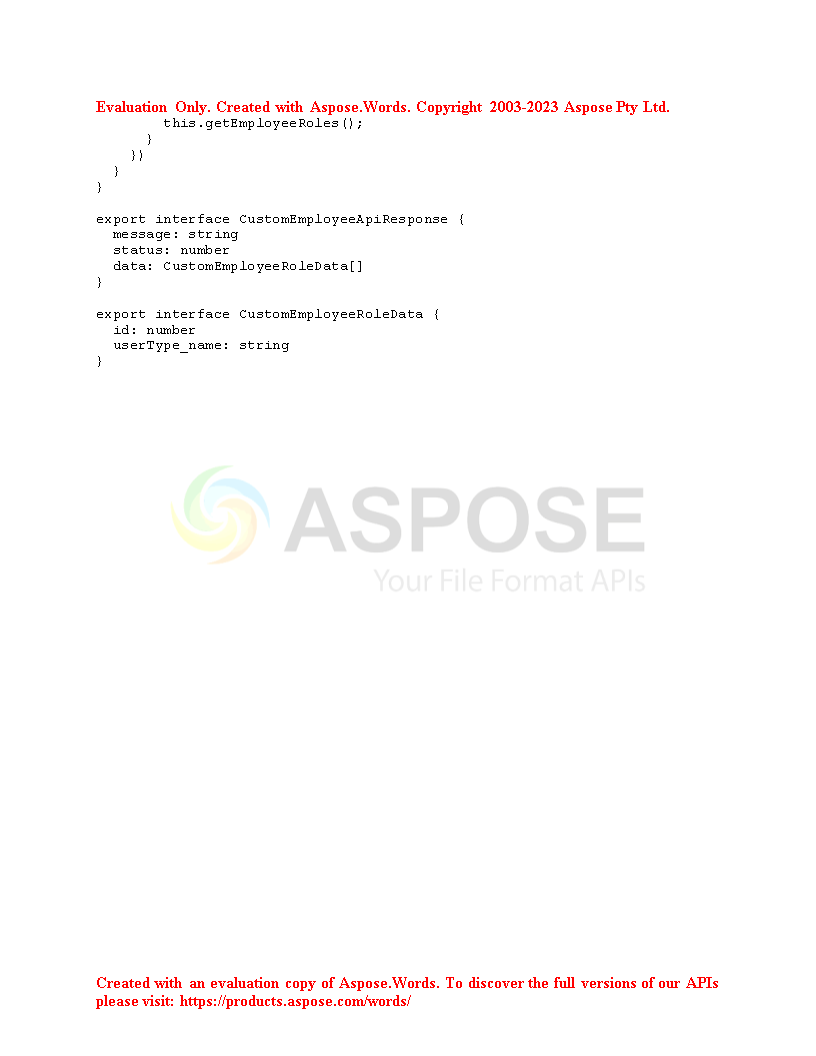 Evaluation Only. Created with Aspose.Words. Copyright 2003-2023 Aspose Pty Ltd.
        this.getEmployeeRoles();
      }
    })
  }
}

export interface CustomEmployeeApiResponse {
  message: string
  status: number
  data: CustomEmployeeRoleData[]
}

export interface CustomEmployeeRoleData {
  id: number
  userType_name: string
}
ASPOSE
Your File Format APIs
Created with an evaluation copy of Aspose.Words. To discover the full versions of our APIs
please visit: https://products.aspose.com/words/